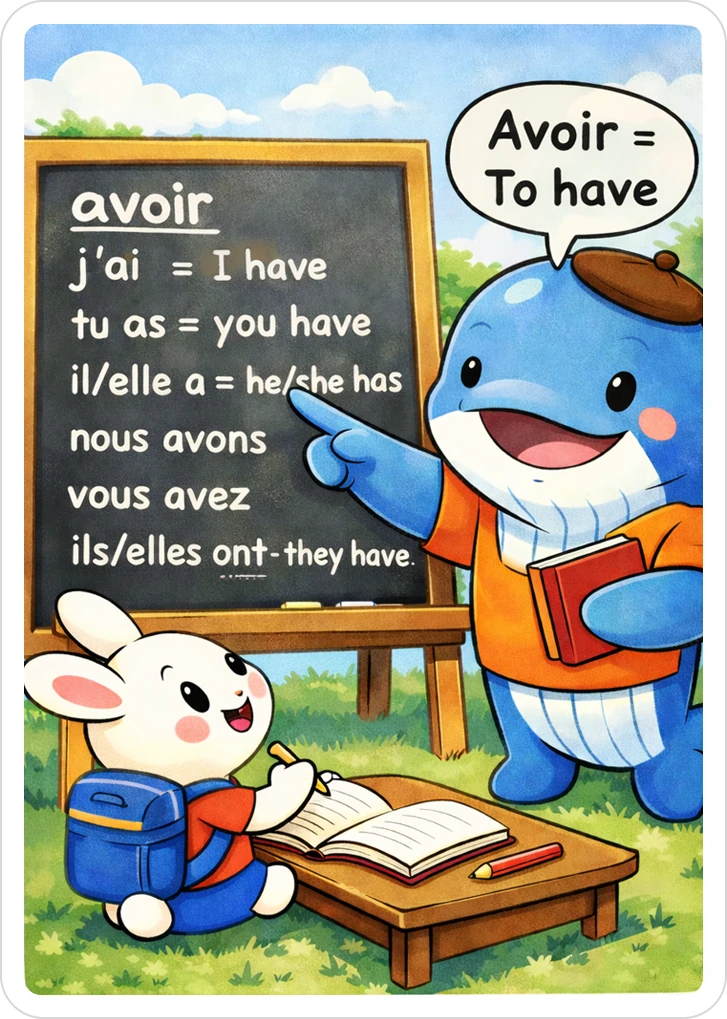 avoir
j'ai = I have
tu as = you have
il/elle a = he/she has
nous avons
vous avez
ils/elles ont - they have.
Avoir =
To have